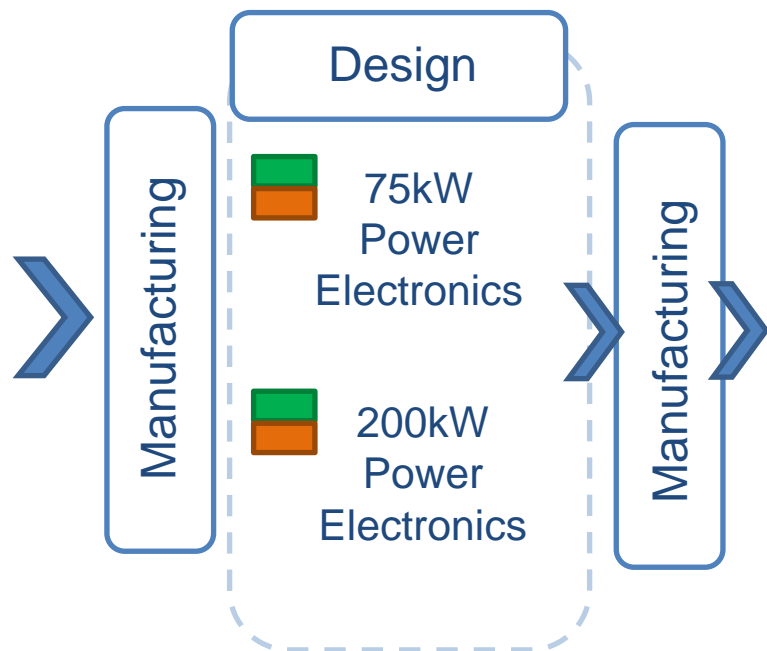 Design
Manufacturing
75kW
Power
Electronics
200kW
Power
Electronics
Manufacturing